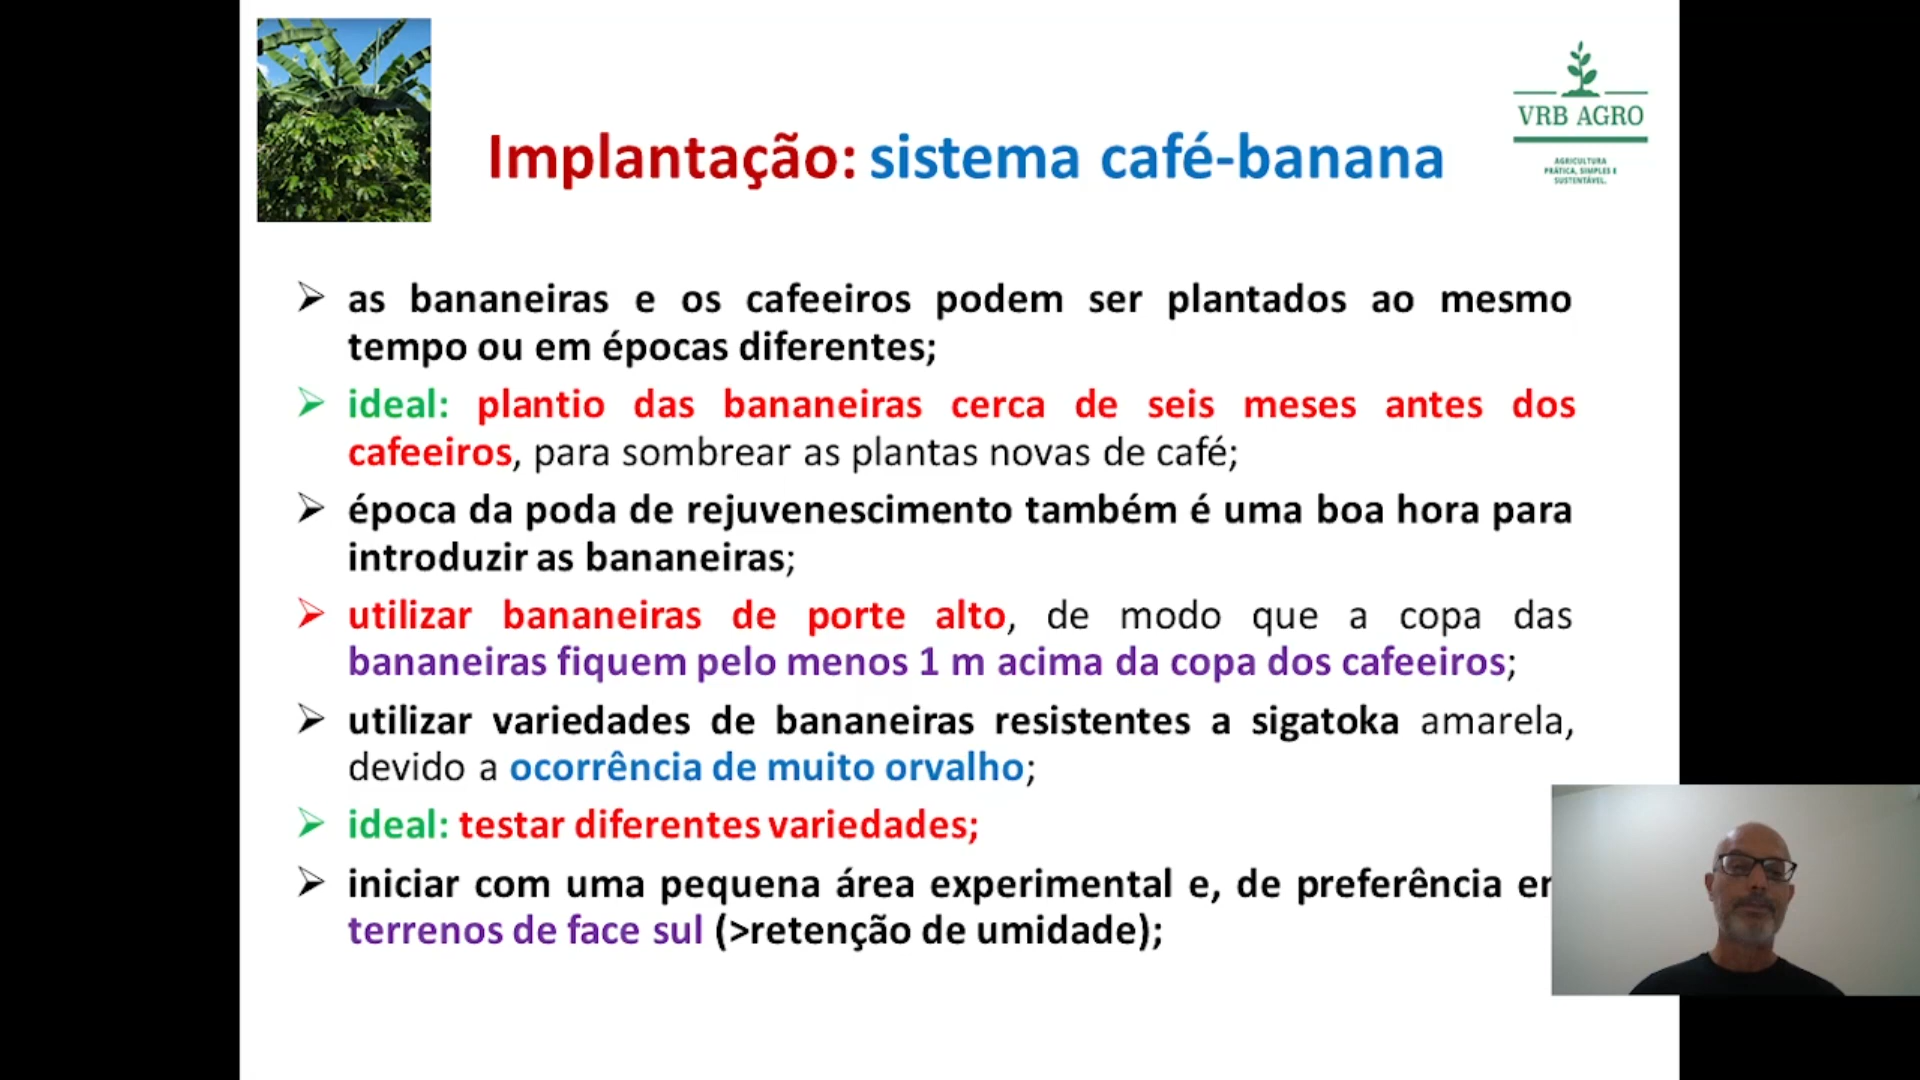 Implantação: sistema café-banana
VRB AGRO
AGRICULTURA
PRÁTICA, SIMPLES E
SUSTENTÁVEL.
➢ as bananeiras e os cafeeiros podem ser plantados ao mesmo
tempo ou em épocas diferentes;
➢ ideal: plantio das bananeiras cerca de seis meses antes dos
cafeeiros, para sombrear as plantas novas de café;
➢ época da poda de rejuvenescimento também é uma boa hora para
introduzir as bananeiras;
➢ utilizar bananeiras de porte alto, de modo que a copa das
bananeiras fiquem pelo menos 1 m acima da copa dos cafeeiros;
➢ utilizar variedades de bananeiras resistentes a sigatoka amarela,
devido a ocorrência de muito orvalho;
➢ ideal: testar diferentes variedades;
➢ iniciar com uma pequena área experimental e, de preferência
terrenos de face sul (>retenção de umidade);